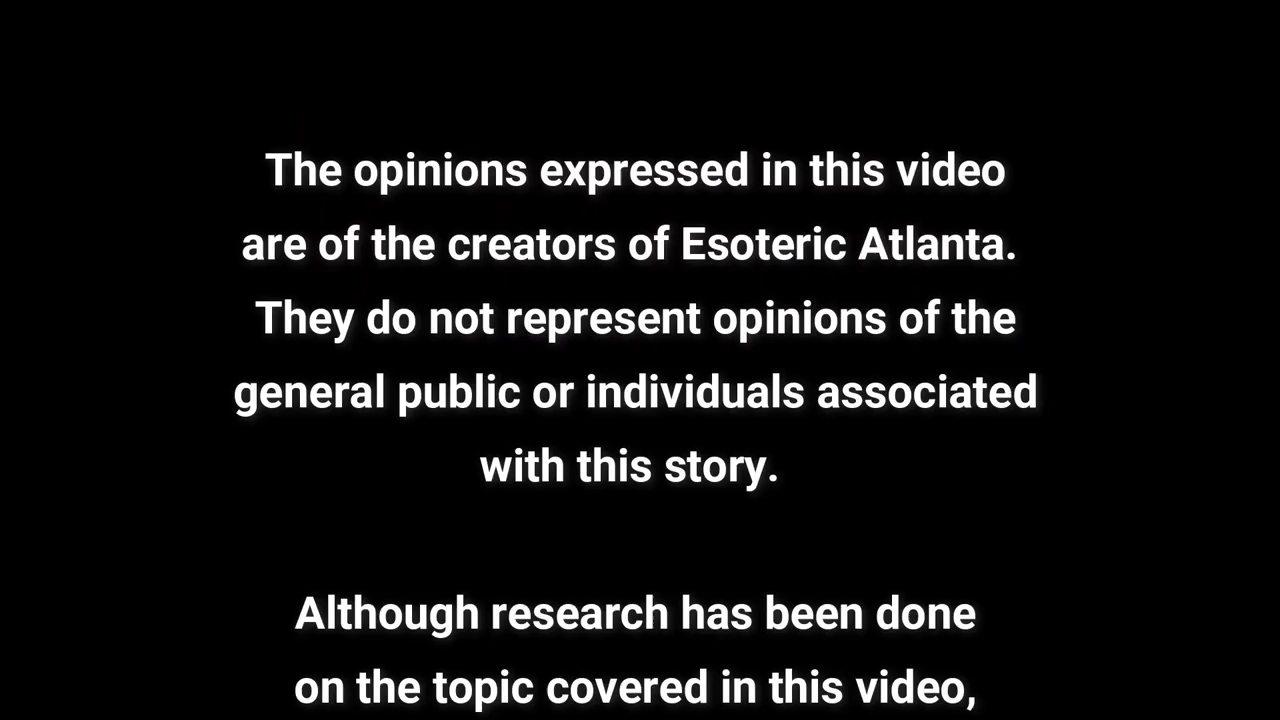 The opinions expressed in this video
are of the creators of Esoteric Atlanta.
They do not represent opinions of the
general public or individuals associated
with this story.
Although research has been done
on the topic covered in this video,